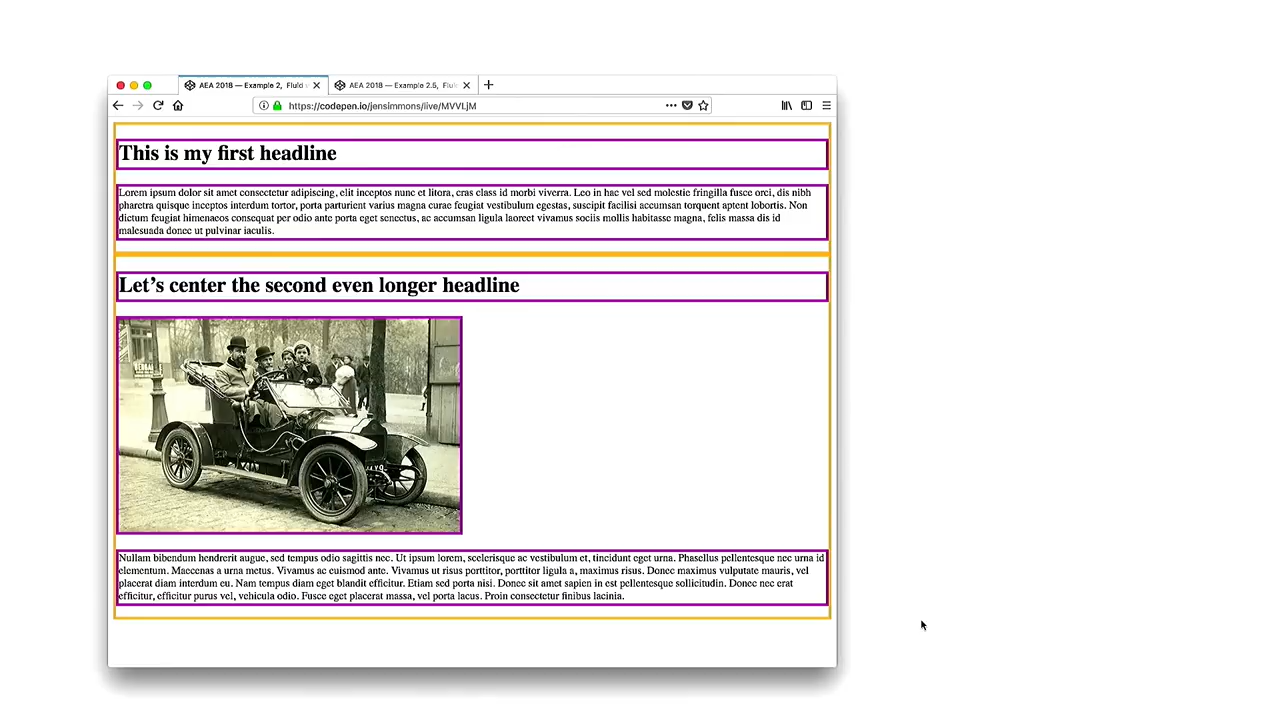 AEA 2018 — Example 2, Fluid
AEA 2018 — Example 2.5, Fluid
https://codepen.io/jensimmons/live/MVVLjM
This is my first headline
Lorem ipsum dolor sit amet consectetur adipiscing, elit inceptos nunc et litora, cras class id morbi viverra. Leo in hac vel sed molestie fringilla fusce orci, dis nibh
pharetra quisque inceptos interdum tortor, porta parturient varius magna curae feugiat vestibulum egestas, suscipit facilisi accumsan torquent aptent lobortis. Non
dictum feugiat himenaeos consequat per odio ante porta eget senectus, ac accumsan ligula laoreet vivamus sociis mollis habitasse magna, felis massa dis id
malesuada donec ut pulvinar iaculis.
Let’s center the second even longer headline
Nullam bibendum hendrerit augue, sed tempus odio sagittis nec. Ut ipsum lorem, scelerisque ac vestibulum et, tincidunt eget urna. Phasellus pellentesque nec urna id
elementum. Maecenas a urna metus. Vivamus ac euismod ante. Vivamus ut risus porttitor, porttitor ligula a, maximus risus. Donec maximus vulputate mauris, vel
placerat diam interdum eu. Nam tempus diam eget blandit efficitur. Etiam sed porta nisi. Donec sit amet sapien in est pellentesque sollicitudin. Donec nec erat
efficitur, efficitur purus vel, vehicula odio. Fusce eget placerat massa, vel porta lacus. Proin consectetur finibus lacinia.